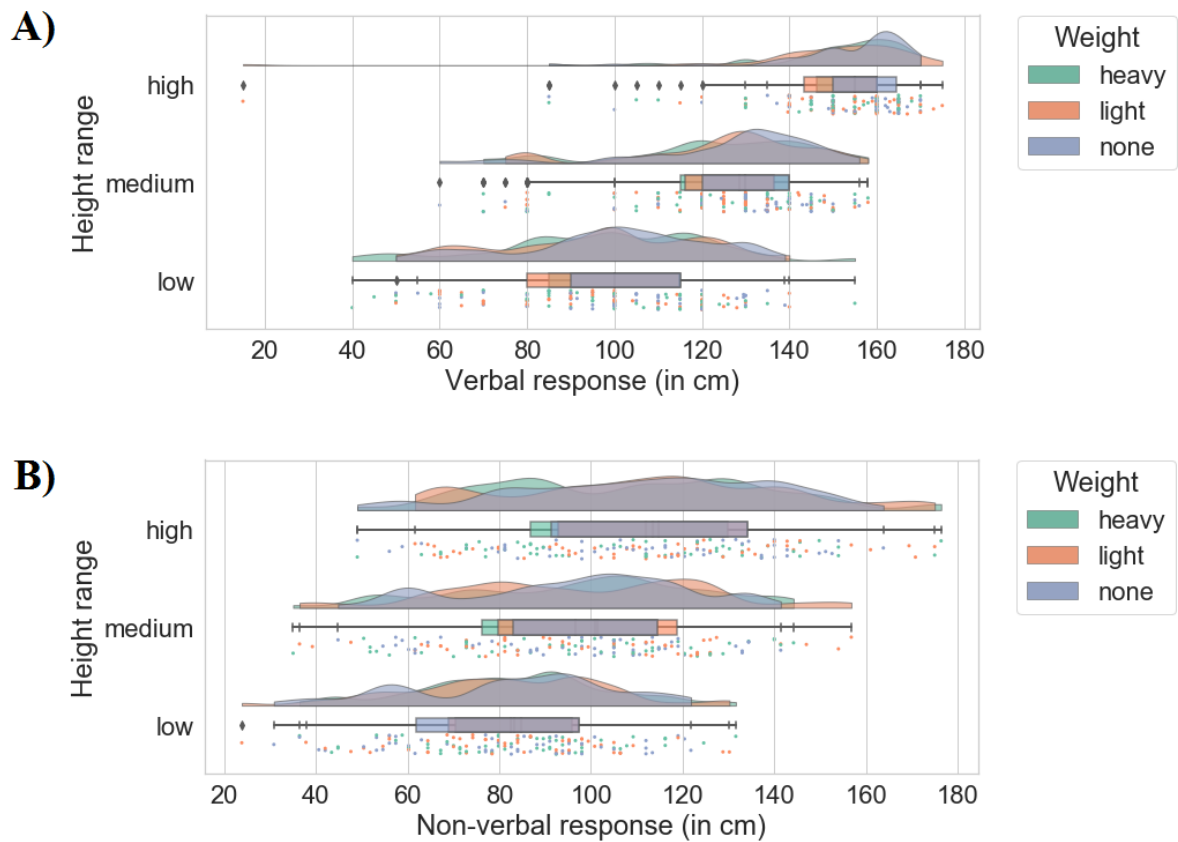 A)
Weight
heavy
light
none
Height range
high
medium
low
20 40 60 80 100 120 140 160 180
Verbal response (in cm)
B)
Weight
heavy
light
none
Height range
high
medium
low
20 40 60 80 100 120 140 160 180
Non-verbal response (in cm)